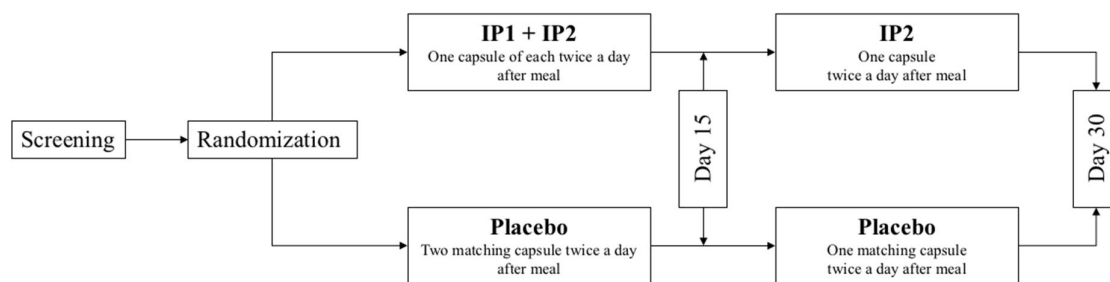 Screening
Randomization
IP1 + IP2
One capsule of each twice a day
after meal
Placebo
Two matching capsule twice a day
after meal
Day 15
IP2
One capsule
twice a day after meal
Placebo
One matching capsule
twice a day after meal
Day 30